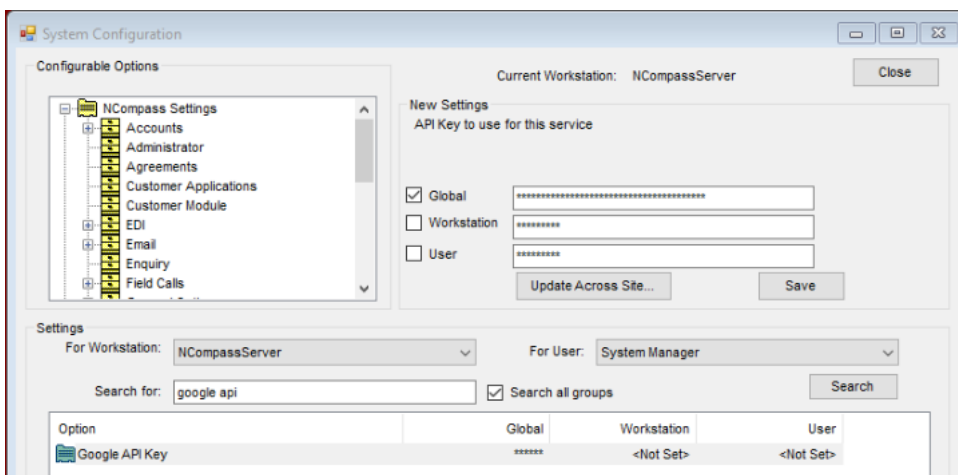 System Configuration
Configurable Options
NCompass Settings
Accounts
Administrator
Agreements
Customer Applications
Customer Module
EDI
Email
Enquiry
Field Calls
Current Workstation: NCompassServer
Close
New Settings
API Key to use for this service
Global ***************************************
Workstation *********
User *********
Update Across Site... Save
Settings
For Workstation: NCompassServer For User: System Manager
Search for: google api Search all groups Search
Option Global Workstation User
Google API Key ****** <Not Set> <Not Set>